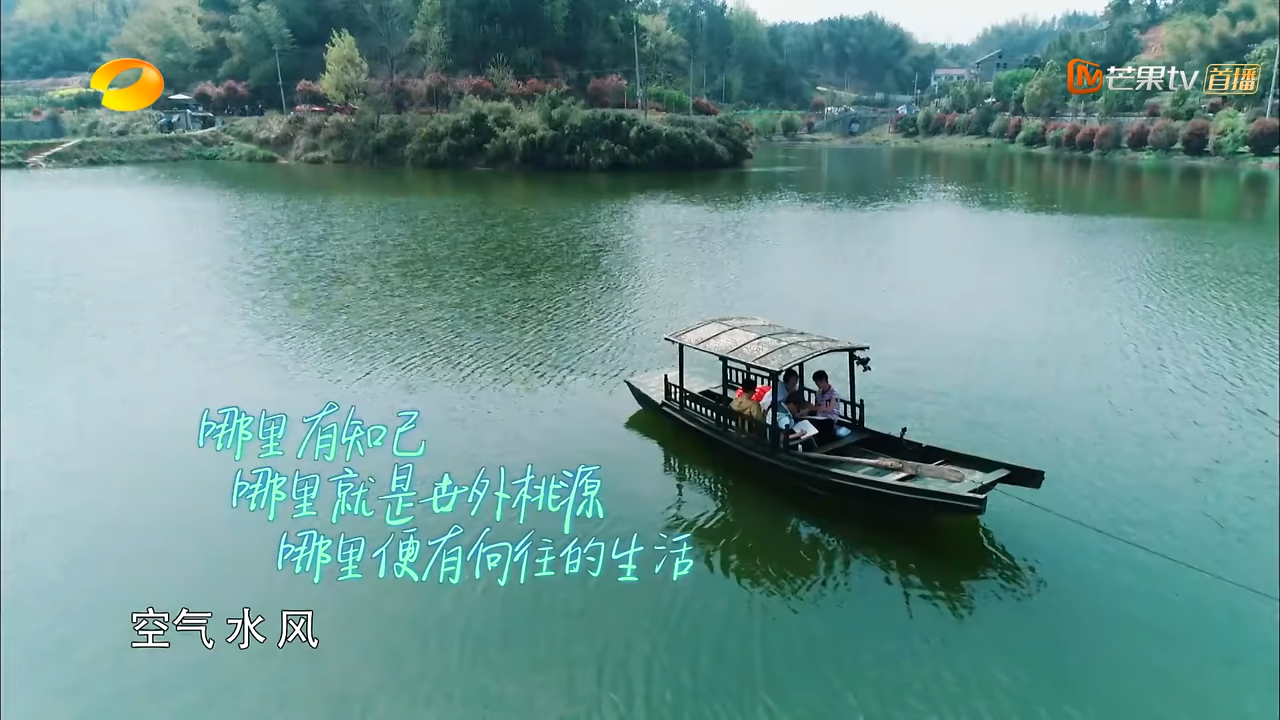 芒果tv 首播
哪里有知己
哪里就是世外桃源
哪里便有向往的生活
空气 水 风